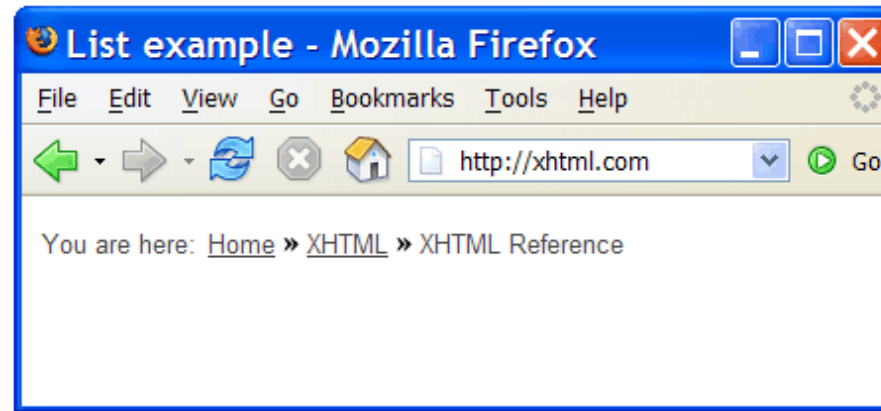 List example - Mozilla Firefox
File Edit View Go Bookmarks Tools Help
http://xhtml.com Go
You are here: Home » XHTML » XHTML Reference